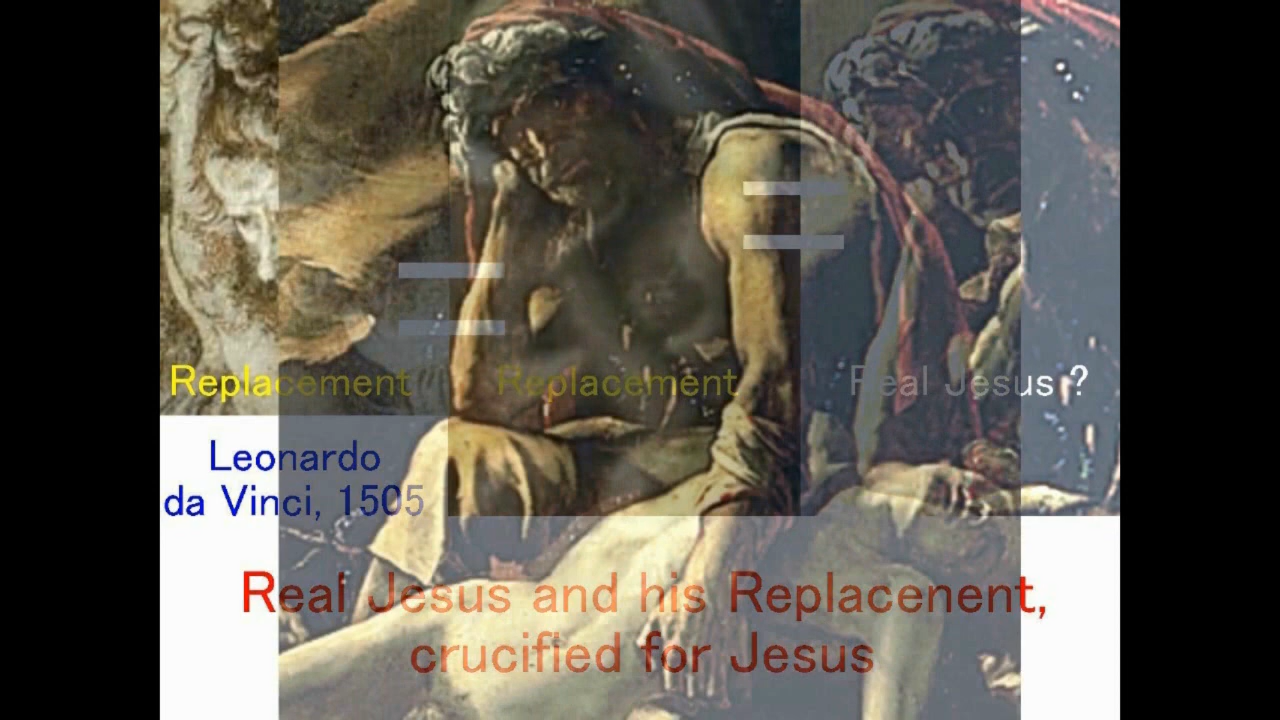 Replacement Replacement Real Jesus ?
Leonardo
da Vinci, 1505
Real Jesus and his Replacenent,
crucified for Jesus